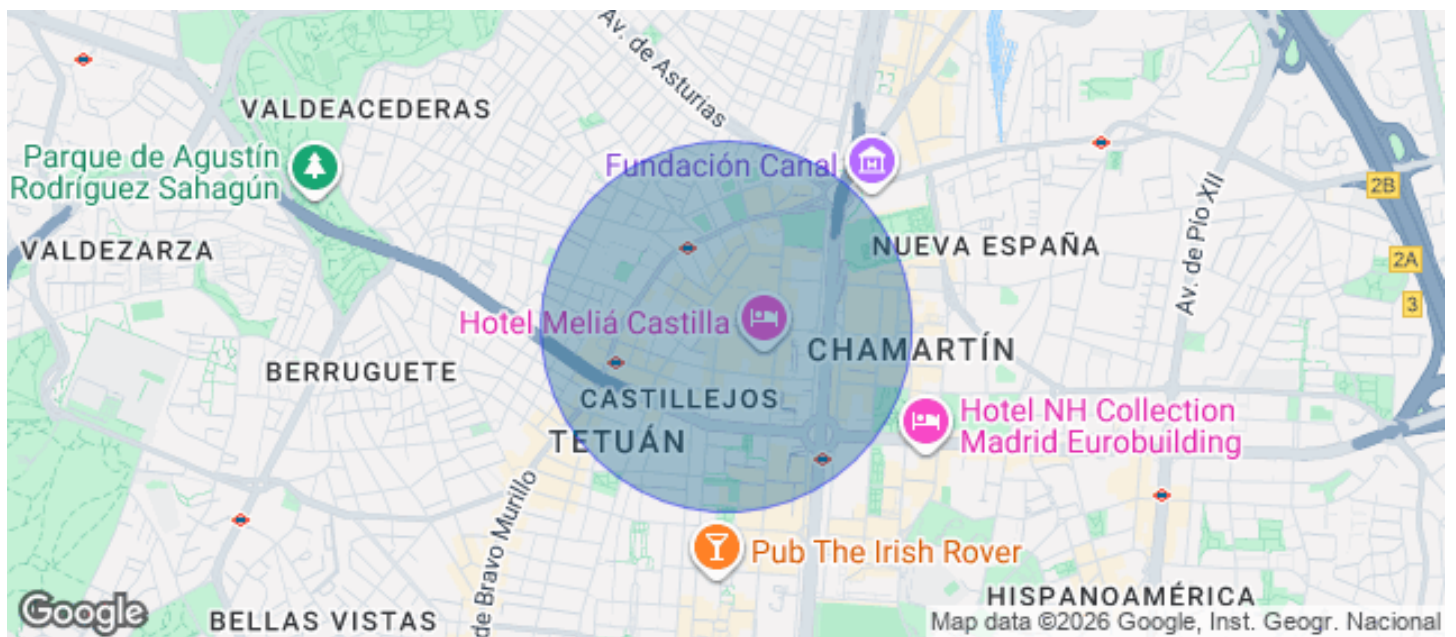 Av. de Asturias
VALDEACEDERAS
Parque de Agustín
Rodríguez Sahagún
Fundación Canal
2B
Av. de Pío XII
VALDEZARZA
NUEVA ESPAÑA
2A
3
Hotel Meliá Castilla
CHAMARTÍN
BERRUGUETE
CASTILLEJOS
Hotel NH Collection
Madrid Eurobuilding
TETUÁN
de Bravo Murillo
Pub The Irish Rover
HISPANOAMÉRICA
Google
BELLAS VISTAS
Map data ©2026 Google, Inst. Geogr. Nacional